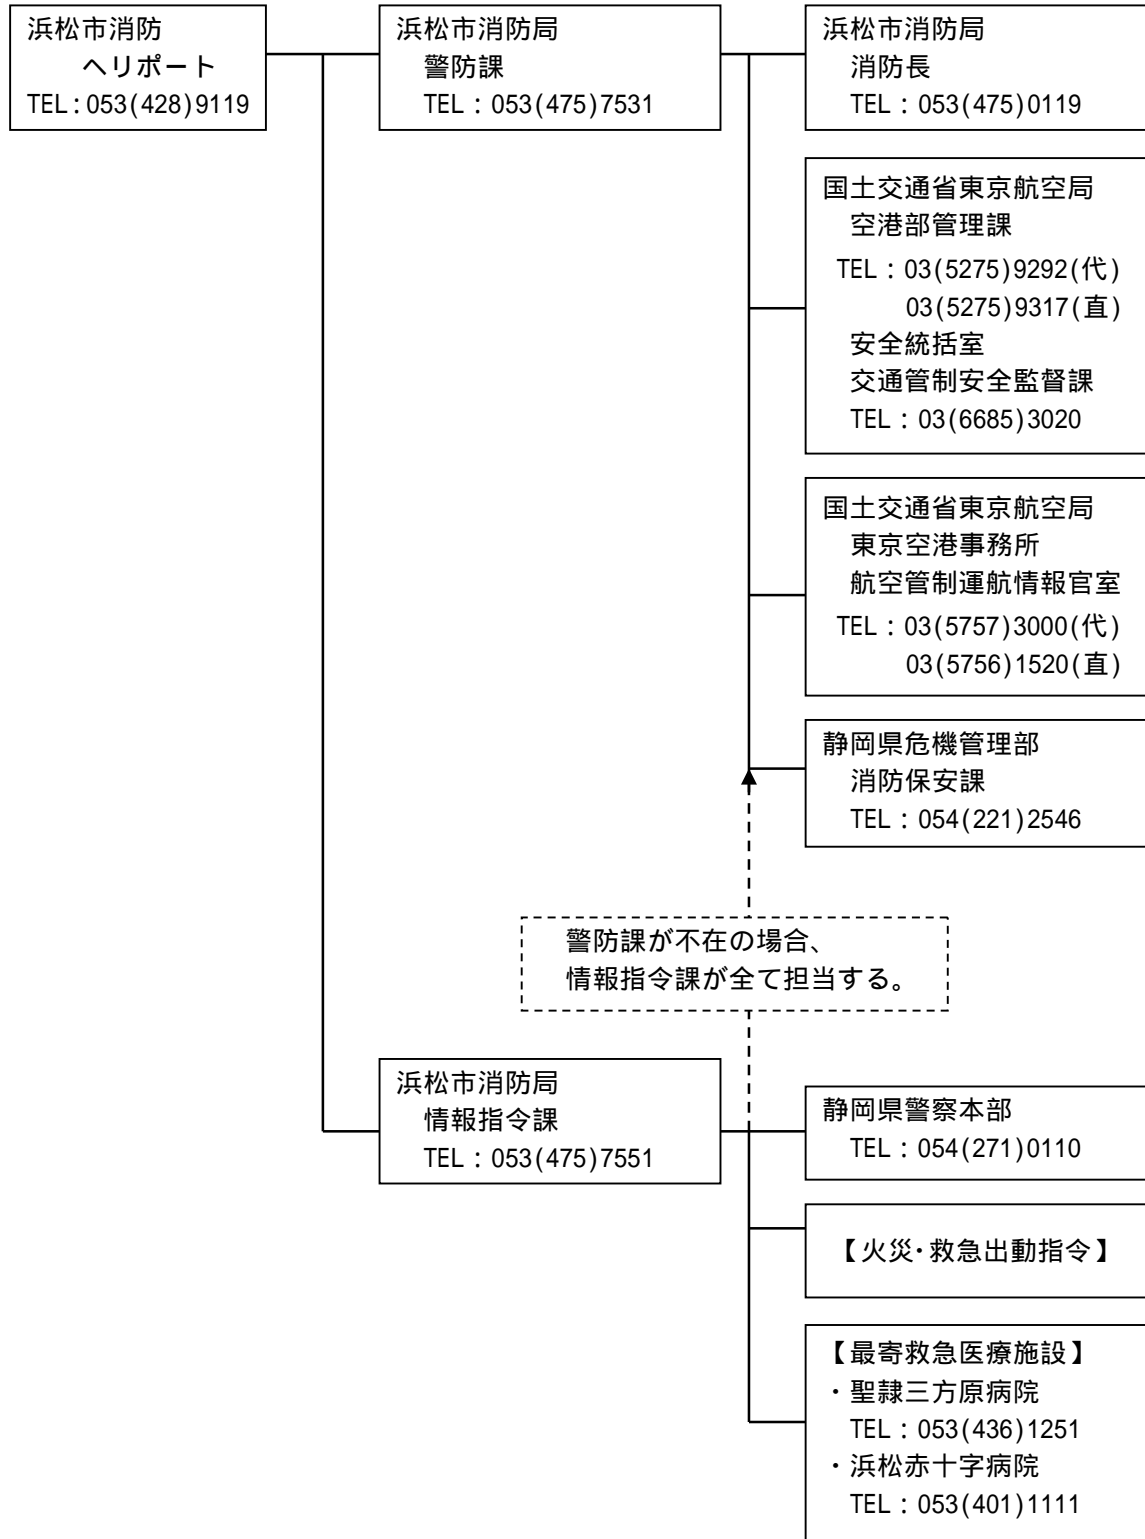 浜松市消防
ヘリポート
TEL：053(428)9119
浜松市消防局
警防課
TEL：053(475)7531
浜松市消防局
消防長
TEL：053(475)0119
国土交通省東京航空局
空港部管理課
TEL：03(5275)9292(代)
03(5275)9317(直)
安全統括室
交通管制安全監督課
TEL：03(6685)3020
国土交通省東京航空局
東京空港事務所
航空管制運航情報官室
TEL：03(5757)3000(代)
03(5756)1520(直)
静岡県危機管理部
消防保安課
TEL：054(221)2546
警防課が不在の場合、
情報指令課が全て担当する。
浜松市消防局
情報指令課
TEL：053(475)7551
静岡県警察本部
TEL：054(271)0110
【火災・救急出動指令】
【最寄救急医療施設】
・聖隷三方原病院
TEL：053(436)1251
・浜松赤十字病院
TEL：053(401)1111